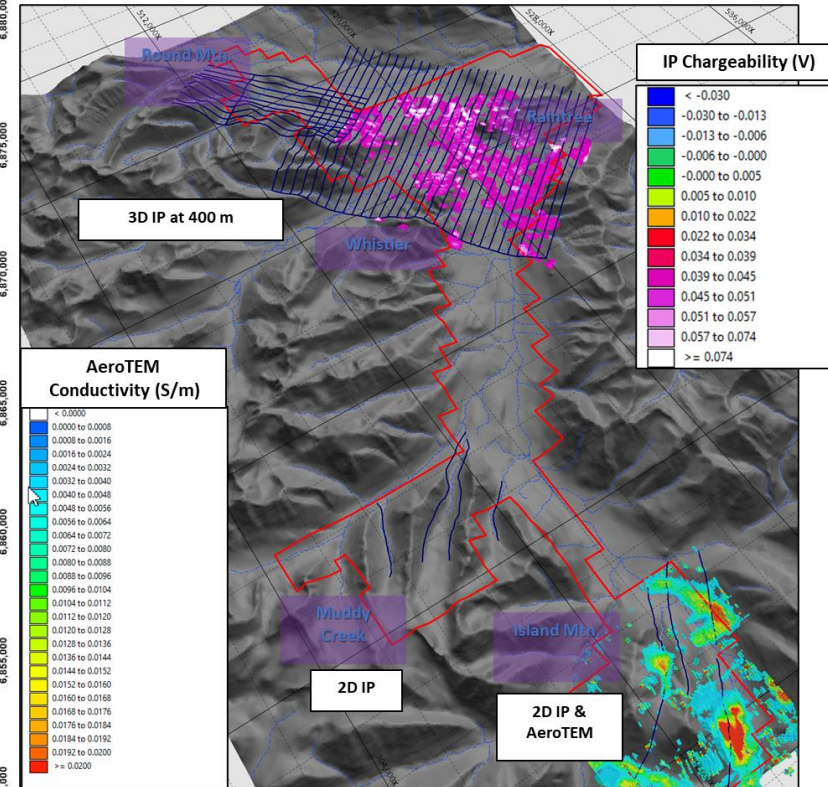 6,880,000
512,000X
520,000X
528,000X
536,000X
Round Mtn.
IP Chargeability (V)
< -0.030
-0.030 to -0.013
-0.013 to -0.006
-0.006 to -0.000
-0.000 to 0.005
0.005 to 0.010
0.010 to 0.022
0.022 to 0.034
0.034 to 0.039
0.039 to 0.045
0.045 to 0.051
0.051 to 0.057
0.057 to 0.074
>= 0.074
Raintree
6,875,000
3D IP at 400 m
Whistler
6,870,000
AeroTEM
Conductivity (S/m)
< 0.0000
0.0000 to 0.0008
0.0008 to 0.0016
0.0016 to 0.0024
0.0024 to 0.0032
0.0032 to 0.0040
0.0040 to 0.0048
0.0048 to 0.0056
0.0056 to 0.0064
0.0064 to 0.0072
0.0072 to 0.0080
0.0080 to 0.0088
0.0088 to 0.0096
0.0096 to 0.0104
0.0104 to 0.0112
0.0112 to 0.0120
0.0120 to 0.0128
0.0128 to 0.0136
0.0136 to 0.0144
0.0144 to 0.0152
0.0152 to 0.0160
0.0160 to 0.0168
0.0168 to 0.0176
0.0176 to 0.0184
0.0184 to 0.0192
0.0192 to 0.0200
>= 0.0200
6,865,000
6,860,000
6,855,000
Muddy
Creek
Island Mtn.
2D IP
2D IP &
AeroTEM